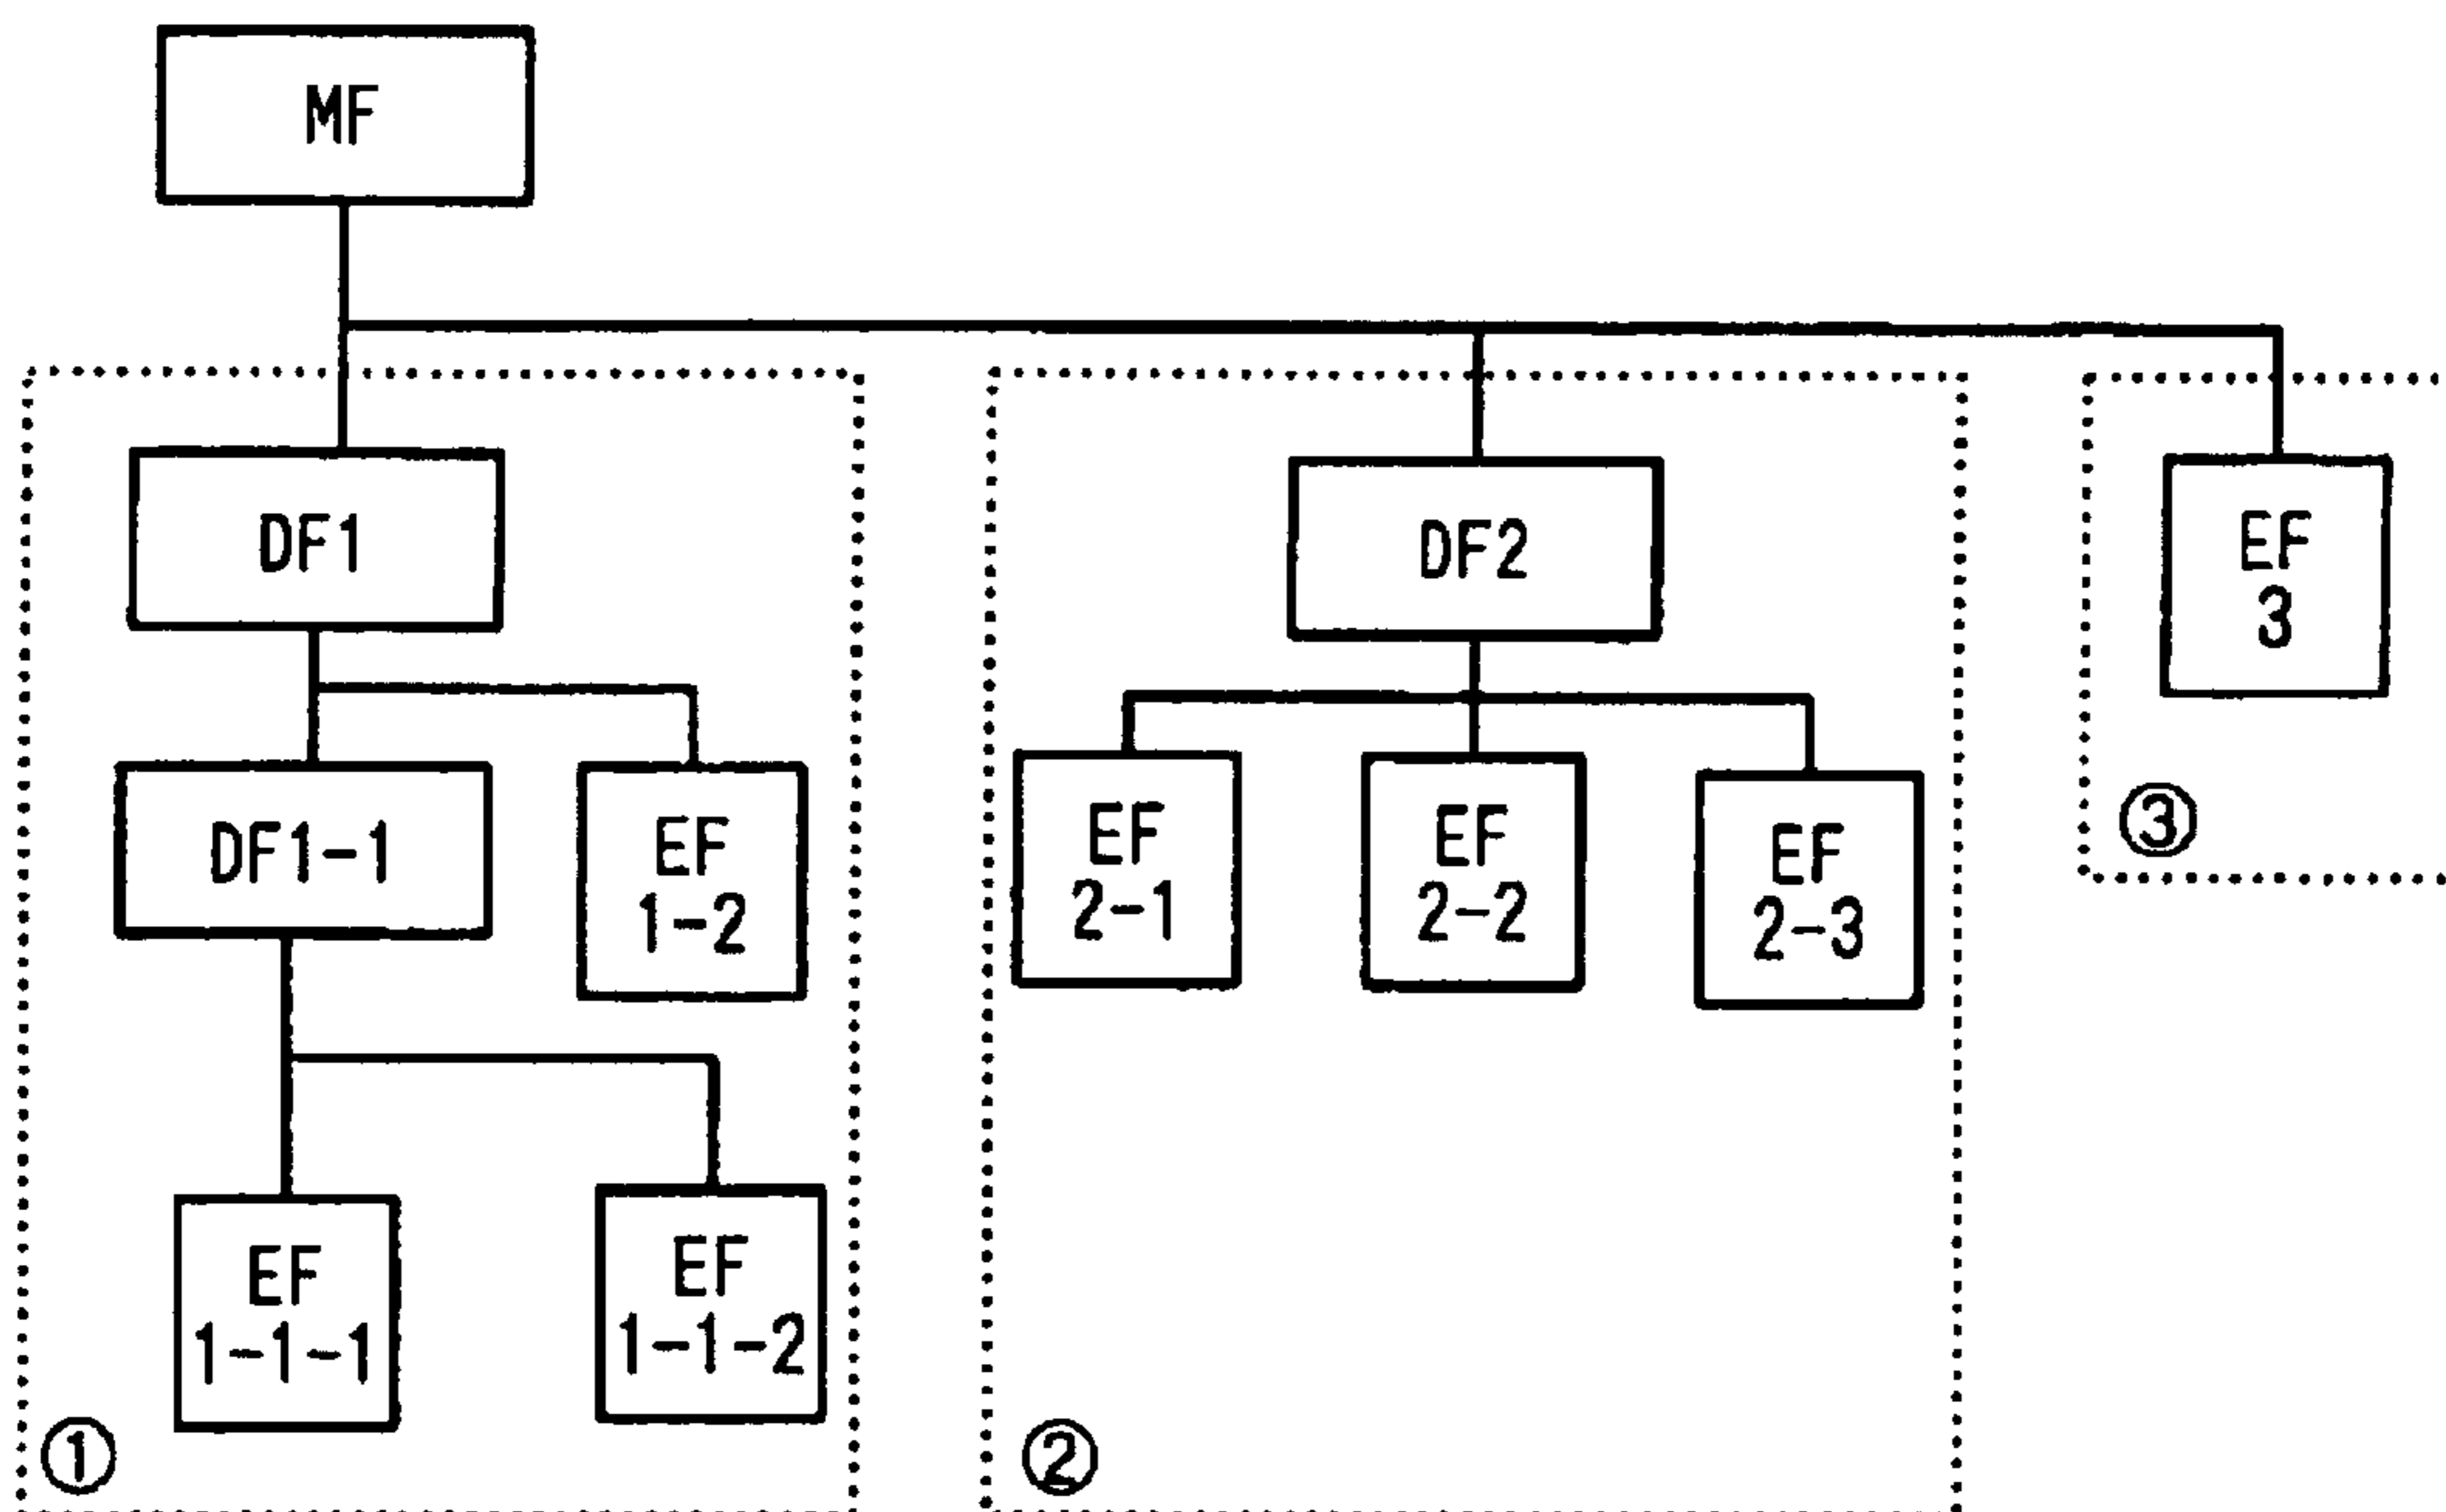 MF
DF1
DF2
EF
3
DF1-1
EF
1-2
EF
2-1
EF
2-2
EF
2-3
③
EF
1-1-1
EF
1-1-2
①
②